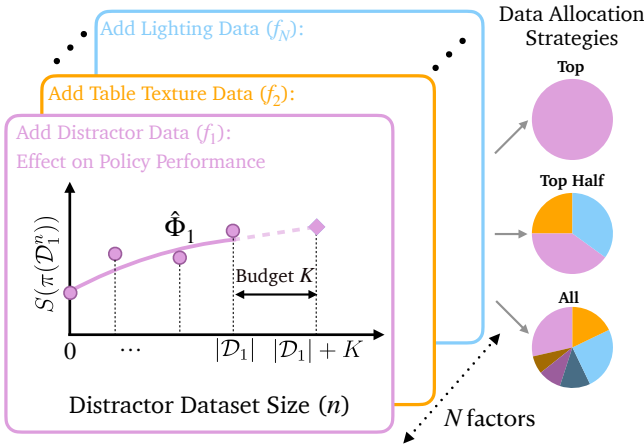 Add Lighting Data (f_N):
Add Table Texture Data (f_2):
Add Distractor Data (f_1):
Effect on Policy Performance
S(π(𝒟_1^n))
Φ̂_1
Budget K
0
...
|𝒟_1|
|𝒟_1| + K
Distractor Dataset Size (n)
N factors
Data Allocation
Strategies
Top
Top Half
All